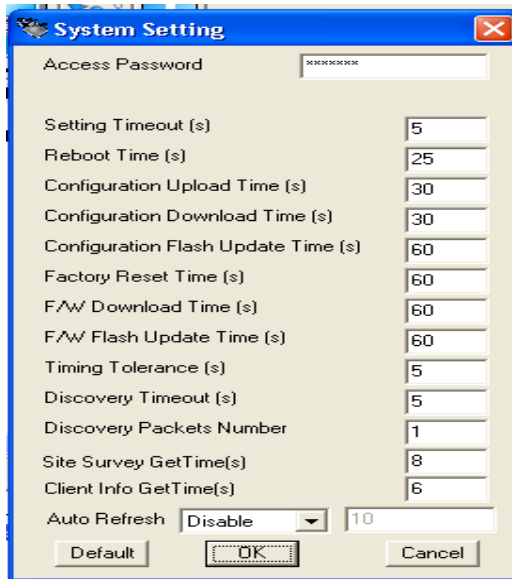 System Setting
Access Password *******
Setting Timeout (s) 5
Reboot Time (s) 25
Configuration Upload Time (s) 30
Configuration Download Time (s) 30
Configuration Flash Update Time (s) 60
Factory Reset Time (s) 60
F/W Download Time (s) 60
F/W Flash Update Time (s) 60
Timing Tolerance (s) 5
Discovery Timeout (s) 5
Discovery Packets Number 1
Site Survey GetTime(s) 8
Client Info GetTime(s) 6
Auto Refresh Disable 10
Default OK Cancel